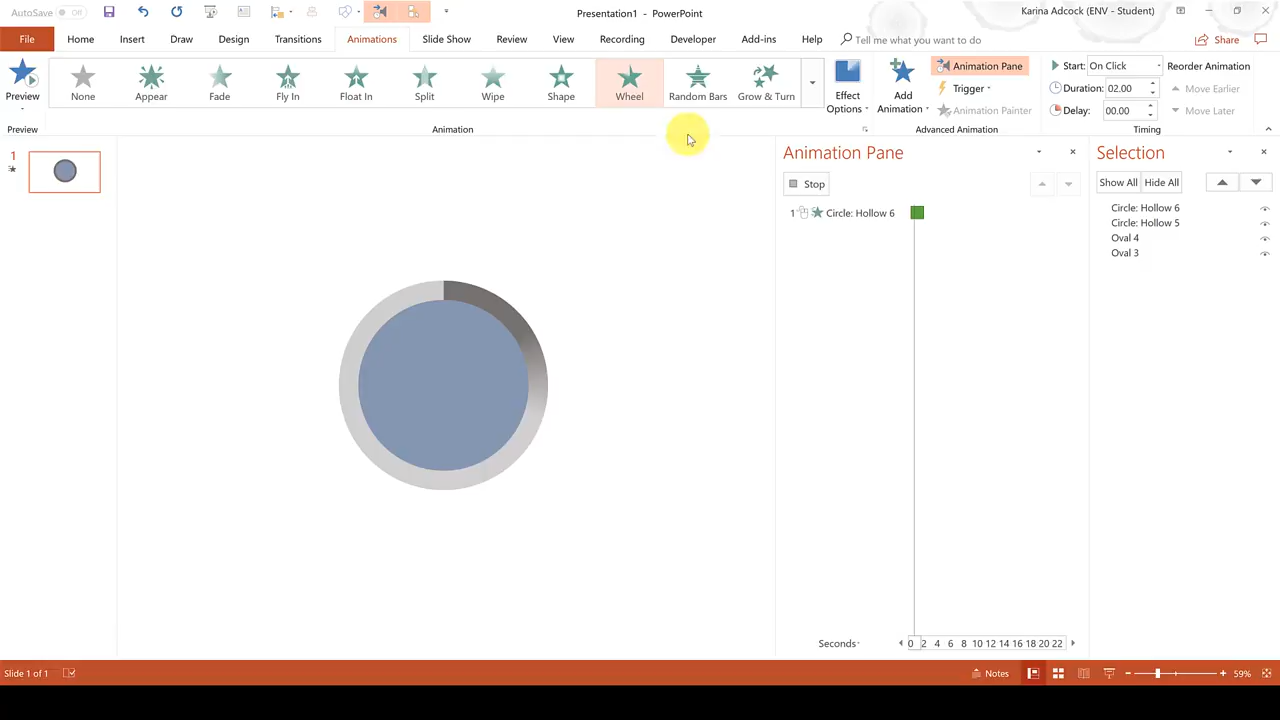 AutoSave Off Presentation1 - PowerPoint Karina Adcock (ENV - Student)
File Home Insert Draw Design Transitions Animations Slide Show Review View Recording Developer Add-ins Help Tell me what you want to do Share
Preview None Appear Fade Fly In Float In Split Wipe Shape Wheel Random Bars Grow & Turn Effect Options Add Animation
Animation Pane Start: On Click Reorder Animation
Trigger Duration: 02.00 Move Earlier
Animation Painter Delay: 00.00 Move Later
Preview Animation Advanced Animation Timing
1
Animation Pane
Stop
1 Circle: Hollow 6
Seconds 0 2 4 6 8 10 12 14 16 18 20 22
Selection
Show All Hide All
Circle: Hollow 6
Circle: Hollow 5
Oval 4
Oval 3
Slide 1 of 1 Notes 59%